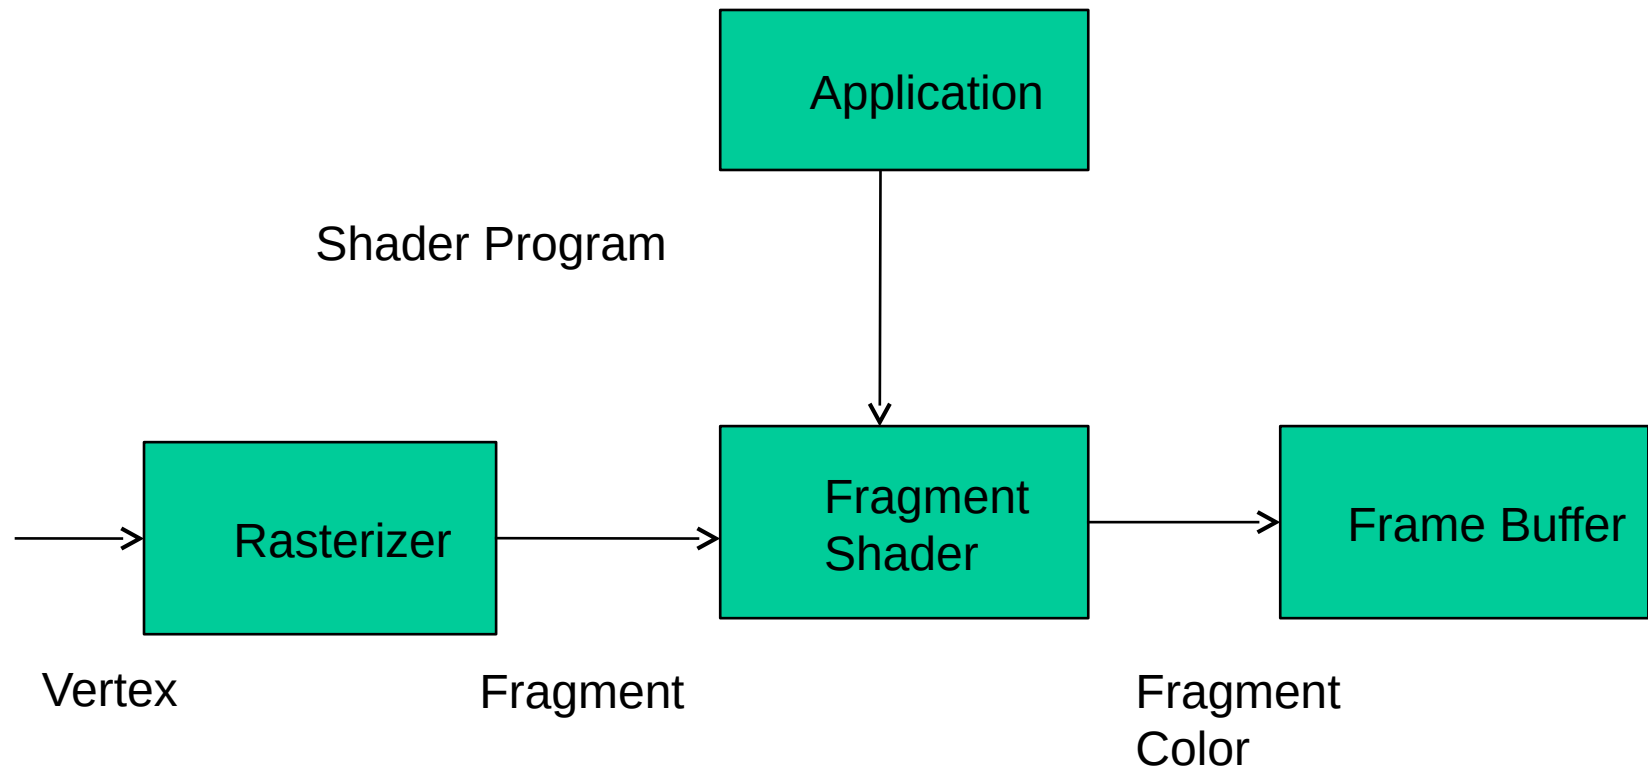 Application
Shader Program
Rasterizer
Fragment
Shader
Frame Buffer
Vertex
Fragment
Fragment
Color